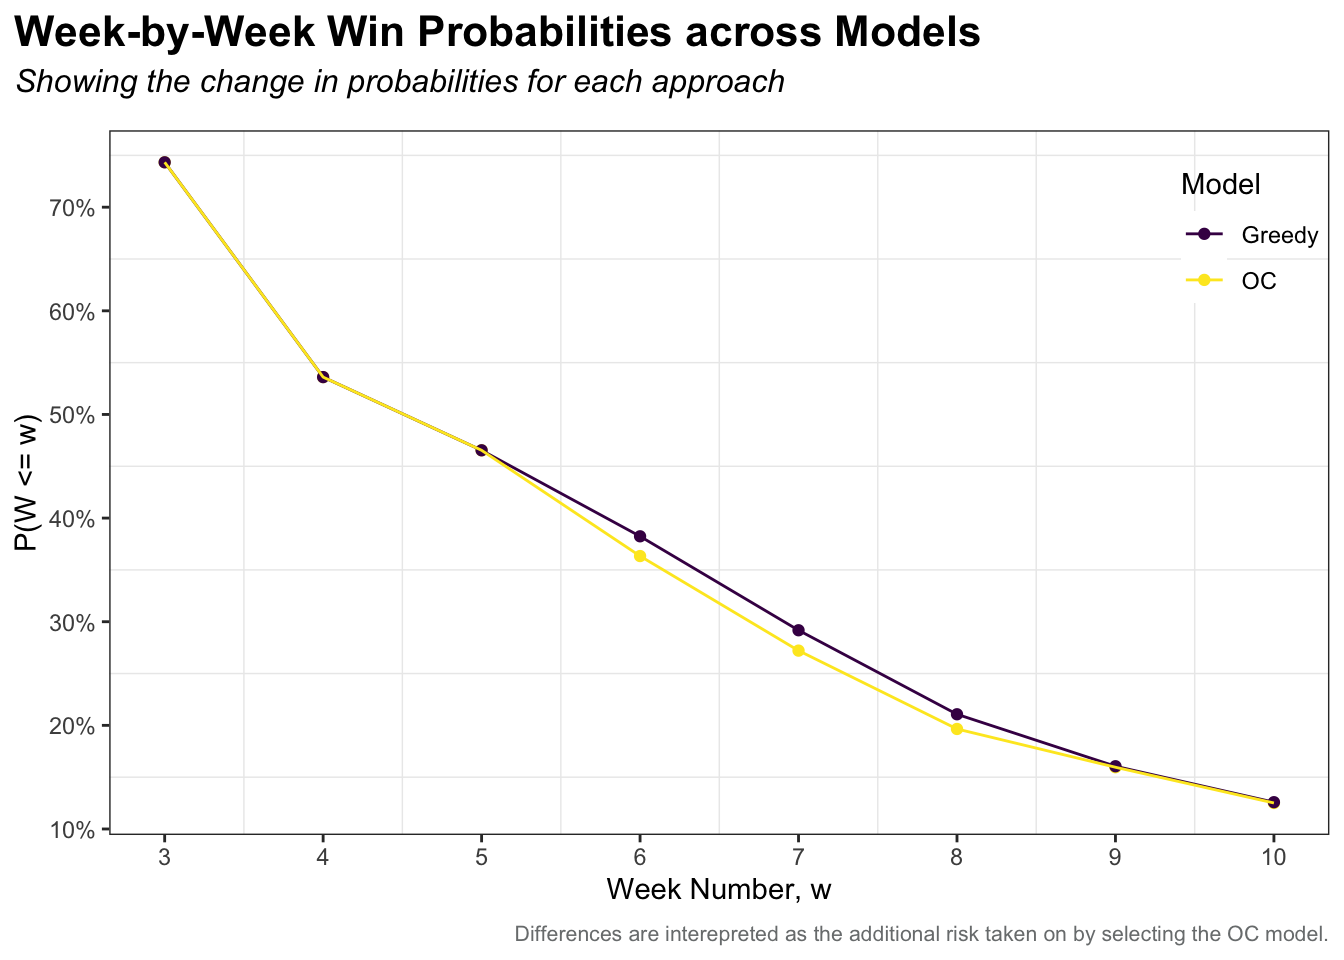 Week-by-Week Win Probabilities across Models
Showing the change in probabilities for each approach
Model
Greedy
OC
70%
60%
50%
40%
30%
20%
10%
P(W <= w)
3 4 5 6 7 8 9 10
Week Number, w
Differences are interepreted as the additional risk taken on by selecting the OC model.